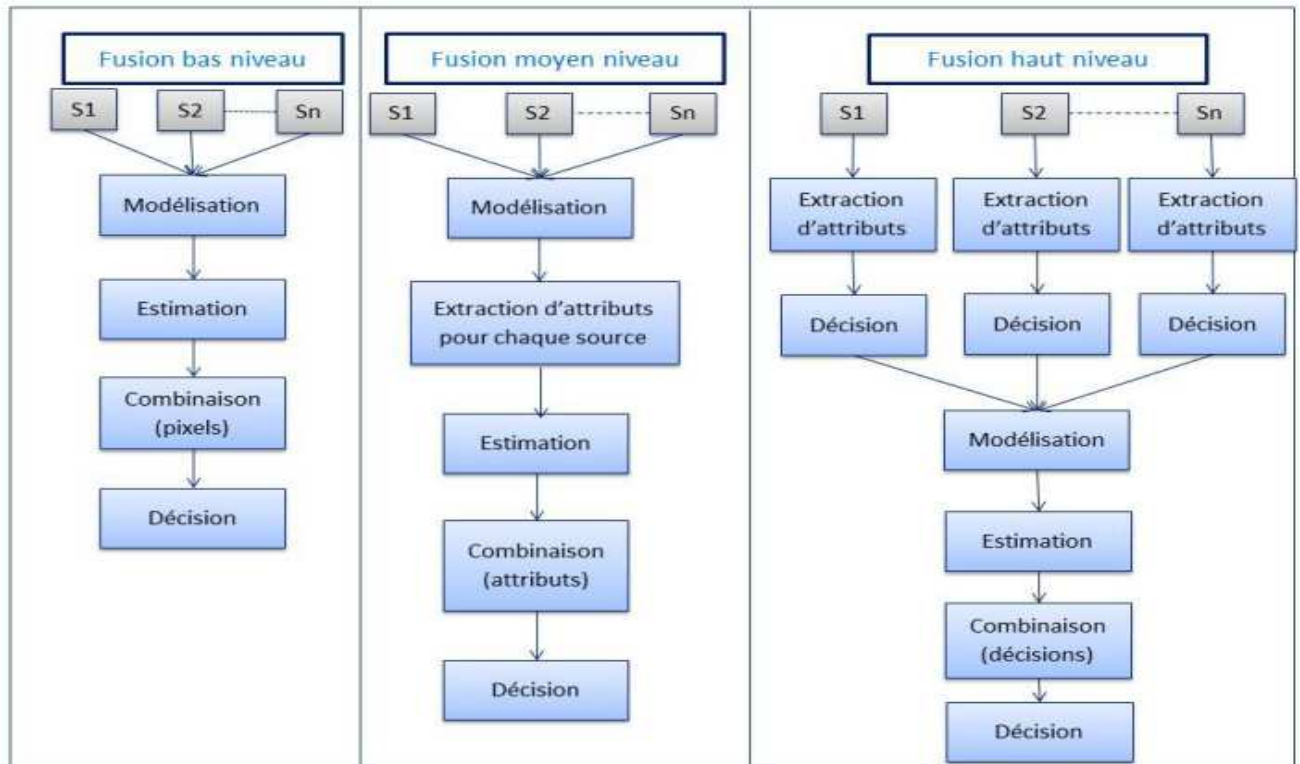 Fusion bas niveau
S1
S2
Sn
Modélisation
Estimation
Combinaison
(pixels)
Décision
Fusion moyen niveau
S1
S2
Sn
Modélisation
Extraction d'attributs
pour chaque source
Estimation
Combinaison
(attributs)
Décision
Fusion haut niveau
S1
S2
Sn
Extraction
d'attributs
Extraction
d'attributs
Extraction
d'attributs
Décision
Décision
Décision
Modélisation
Estimation
Combinaison
(décisions)
Décision